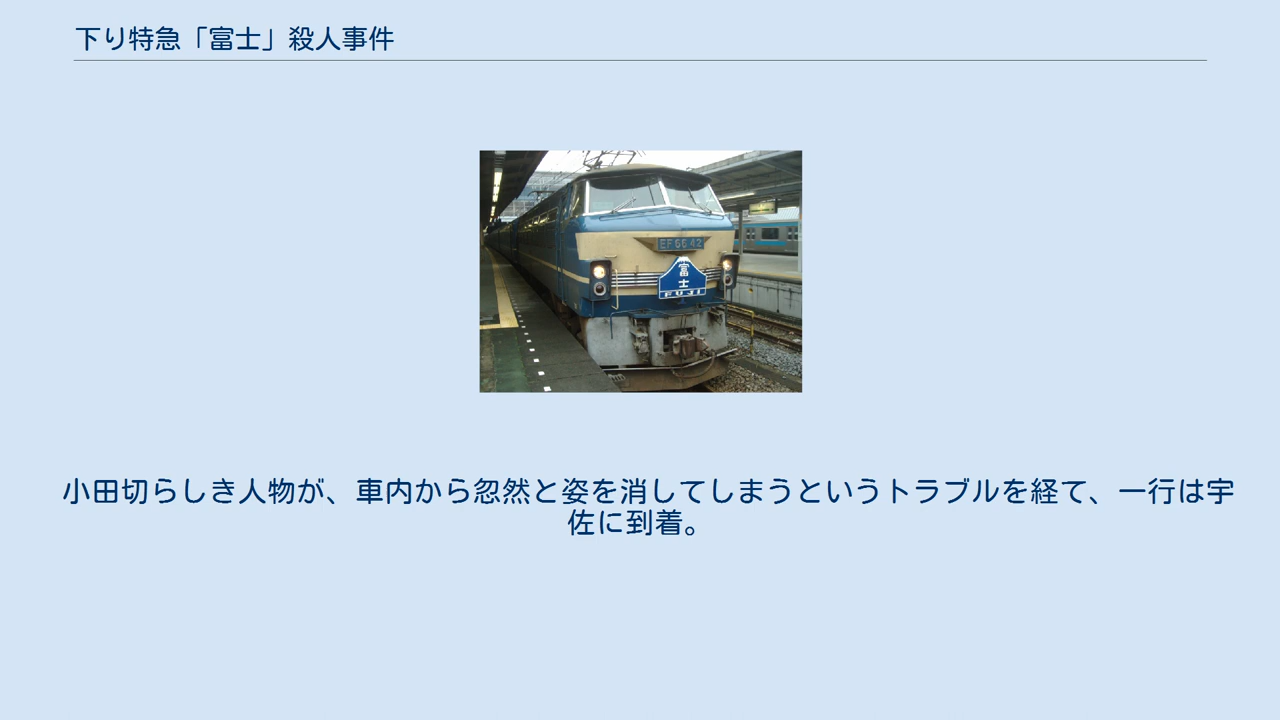 下り特急「富士」殺人事件
EF66 42
富士
FUJI
小田切らしき人物が、車内から忽然と姿を消してしまうというトラブルを経て、一行は宇
佐に到着。